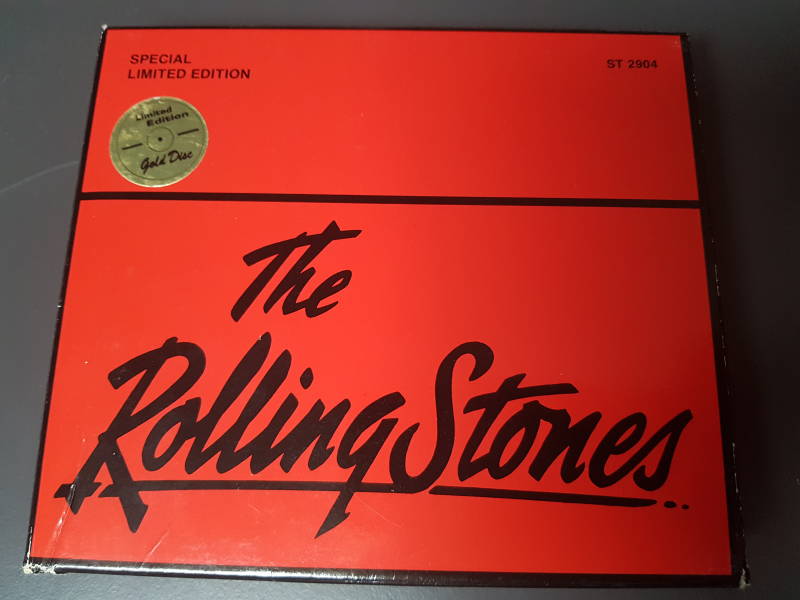 SPECIAL
LIMITED EDITION
ST 2904
Limited
Edition
Gold Disc
The
Rolling Stones